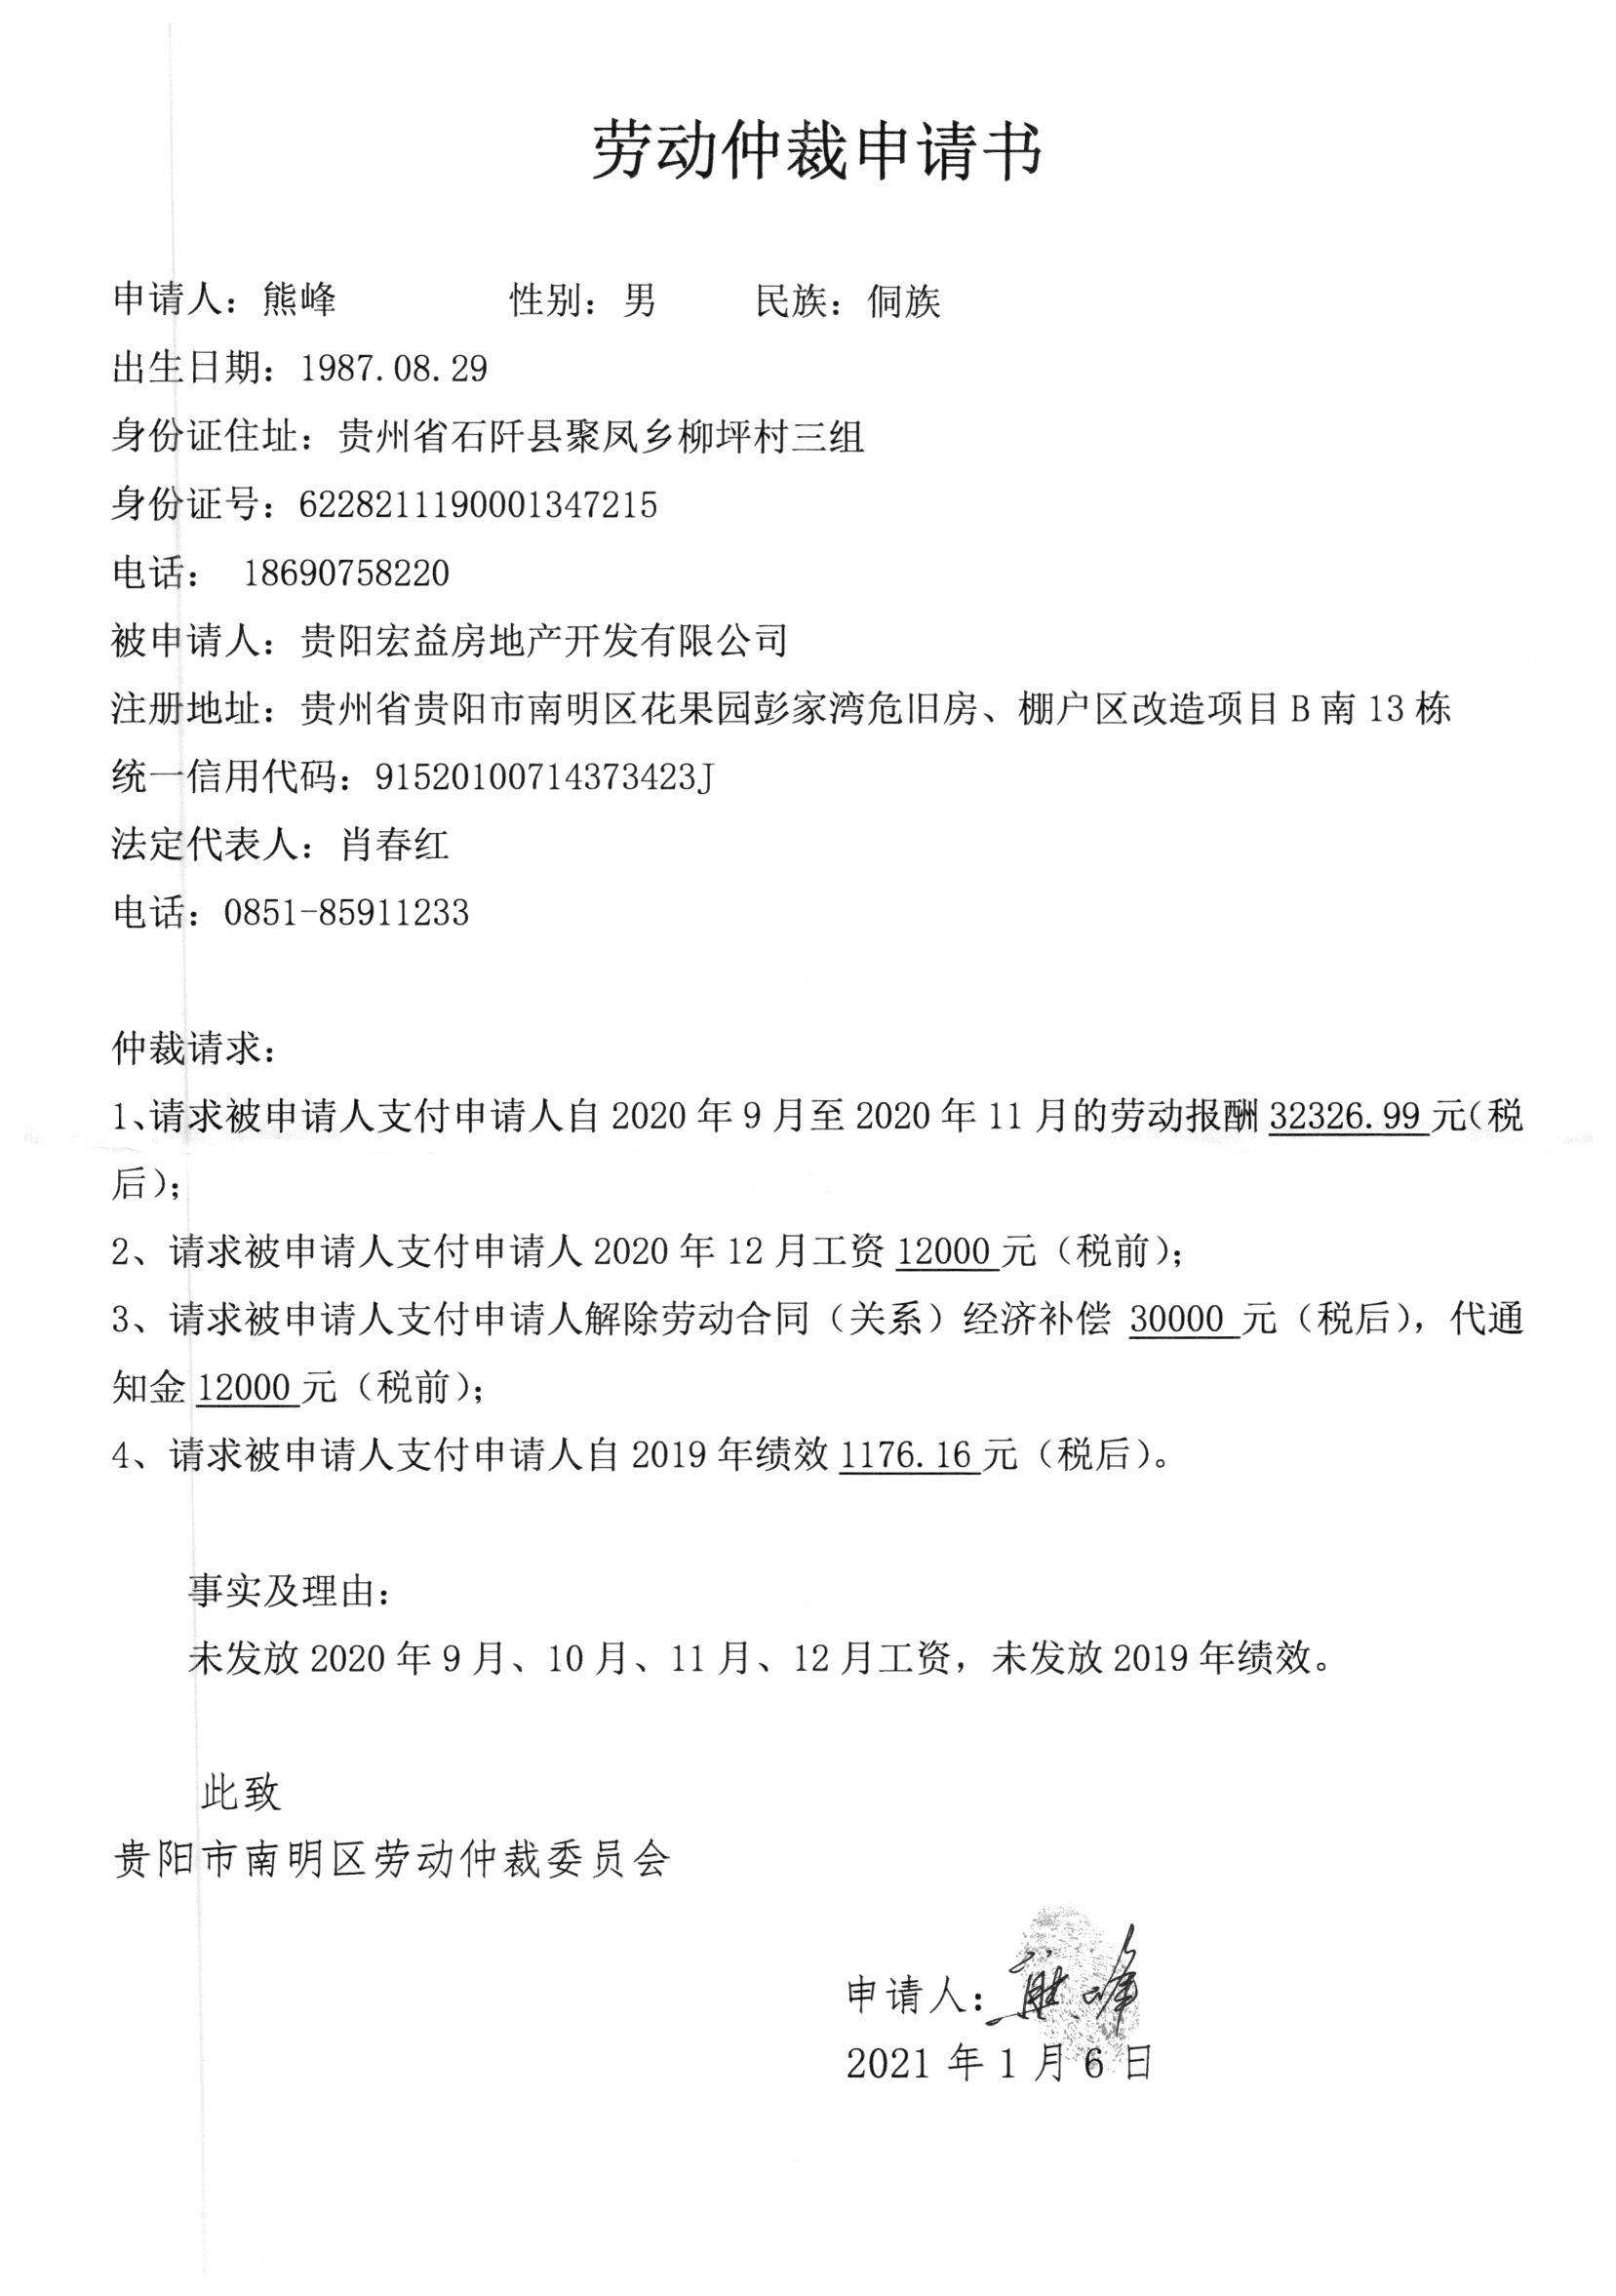 劳动仲裁申请书
申请人：熊峰 性别：男 民族：侗族
出生日期：1987.08.29
身份证住址：贵州省石阡县聚凤乡柳坪村三组
身份证号：6228211190001347215
电话： 18690758220
被申请人：贵阳宏益房地产开发有限公司
注册地址：贵州省贵阳市南明区花果园彭家湾危旧房、棚户区改造项目 B 南 13 栋
统一信用代码：91520100714373423J
法定代表人：肖春红
电话：0851-85911233
仲裁请求：
1、请求被申请人支付申请人自 2020 年 9 月至 2020 年 11 月的劳动报酬 32326.99 元（税
后）；
2、请求被申请人支付申请人 2020 年 12 月工资 12000 元（税前）；
3、请求被申请人支付申请人解除劳动合同（关系）经济补偿 30000 元（税后），代通
知金 12000 元（税前）；
4、请求被申请人支付申请人自 2019 年绩效 1176.16 元（税后）。
事实及理由：
未发放 2020 年 9 月、10 月、11 月、12 月工资，未发放 2019 年绩效。
此致
贵阳市南明区劳动仲裁委员会
申请人：熊峰
2021 年 1 月 6 日